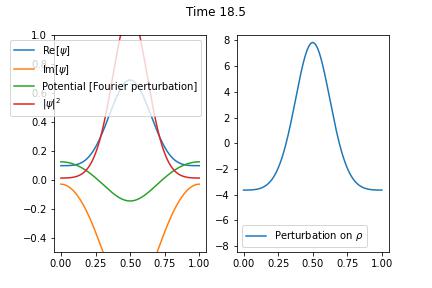 Time 18.5
Re[ψ]
Im[ψ]
Potential [Fourier perturbation]
|ψ|²
1.0
0.8
0.6
0.4
0.2
0.0
−0.2
−0.4
0.00 0.25 0.50 0.75 1.00
8
6
4
2
0
−2
−4
−6
−8
Perturbation on ρ
0.00 0.25 0.50 0.75 1.00